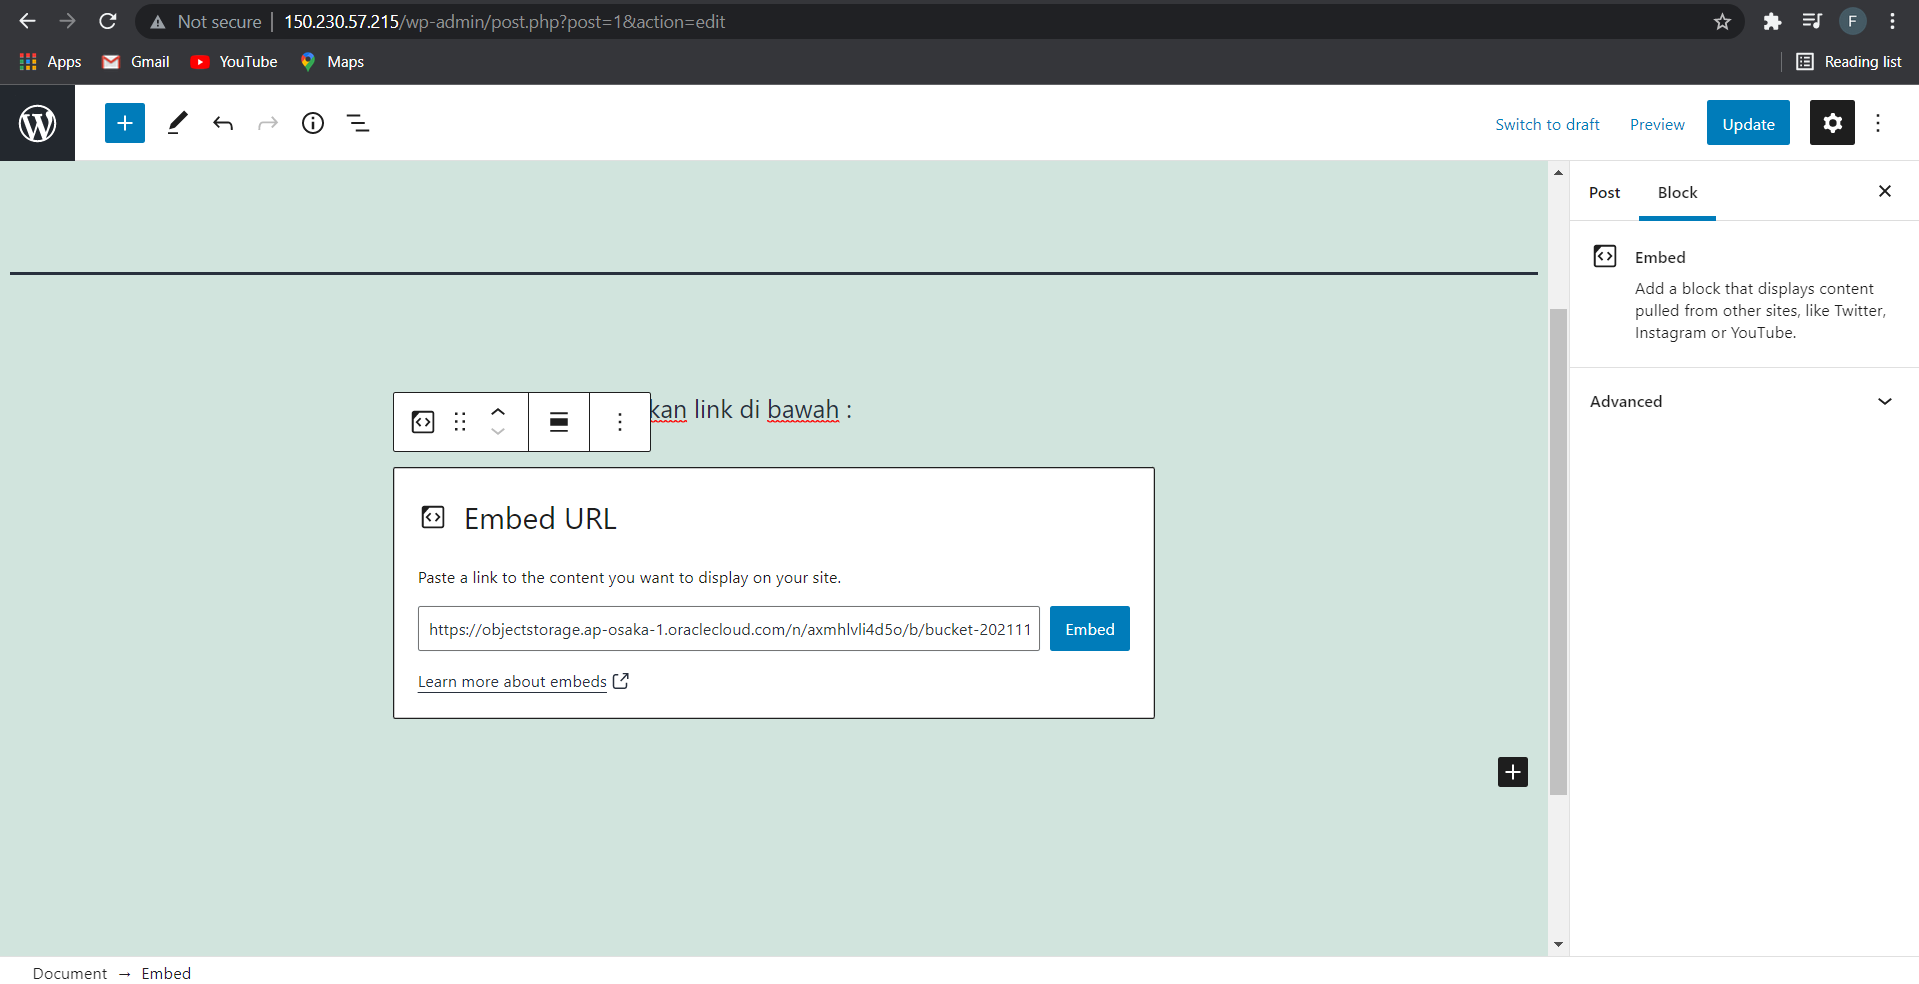 Not secure | 150.230.57.215/wp-admin/post.php?post=1&action=edit
F
Apps Gmail YouTube Maps Reading list
Switch to draft Preview Update
Post Block
Embed
Add a block that displays content
pulled from other sites, like Twitter,
Instagram or YouTube.
Advanced
kan link di bawah :
Embed URL
Paste a link to the content you want to display on your site.
https://objectstorage.ap-osaka-1.oraclecloud.com/n/axmhlvli4d5o/b/bucket-202111 Embed
Learn more about embeds
Document → Embed